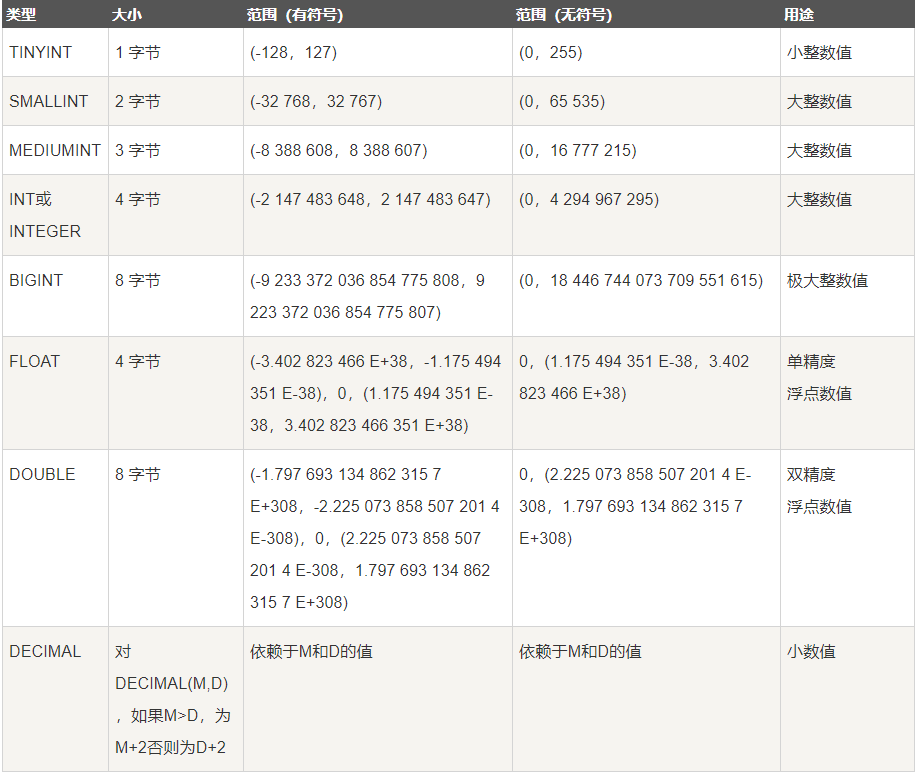 类型 大小 范围（有符号） 范围（无符号） 用途
TINYINT 1 字节 (-128，127) (0，255) 小整数值
SMALLINT 2 字节 (-32 768，32 767) (0，65 535) 大整数值
MEDIUMINT 3 字节 (-8 388 608，8 388 607) (0，16 777 215) 大整数值
INT或 4 字节 (-2 147 483 648，2 147 483 647) (0，4 294 967 295) 大整数值
INTEGER
BIGINT 8 字节 (-9 233 372 036 854 775 808，9 (0，18 446 744 073 709 551 615) 极大整数值
223 372 036 854 775 807)
FLOAT 4 字节 (-3.402 823 466 E+38，-1.175 494 0，(1.175 494 351 E-38，3.402 单精度
351 E-38)，0，(1.175 494 351 E- 823 466 E+38) 浮点数值
38，3.402 823 466 351 E+38)
DOUBLE 8 字节 (-1.797 693 134 862 315 7 0，(2.225 073 858 507 201 4 E- 双精度
E+308，-2.225 073 858 507 201 4 308，1.797 693 134 862 315 7 浮点数值
E-308)，0，(2.225 073 858 507 E+308)
201 4 E-308，1.797 693 134 862
315 7 E+308)
DECIMAL 对 依赖于M和D的值 依赖于M和D的值 小数值
DECIMAL(M,D)
，如果M>D，为
M+2否则为D+2